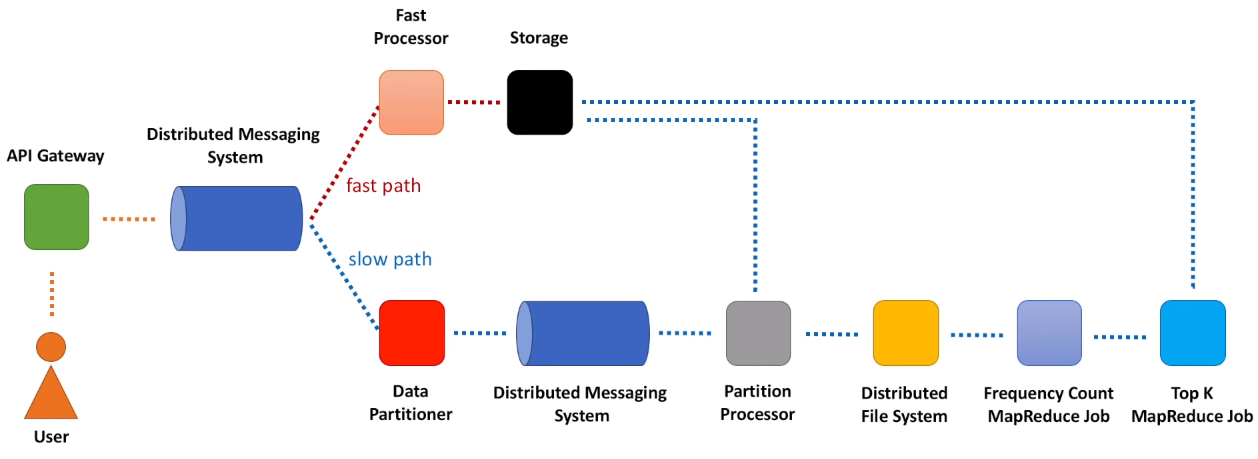 Fast
Processor
Storage
Distributed Messaging
System
API Gateway
fast path
slow path
User
Data
Partitioner
Distributed Messaging
System
Partition
Processor
Distributed
File System
Frequency Count
MapReduce Job
Top K
MapReduce Job